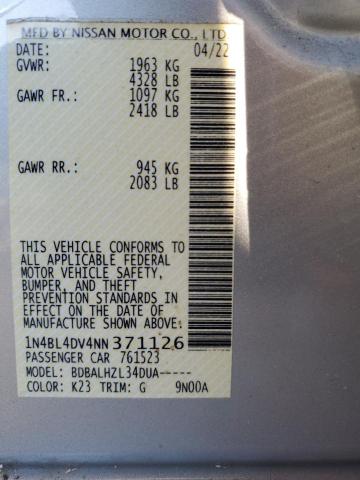 MFD BY NISSAN MOTOR CO., LTD
DATE: 04/22
GVWR: 1963 KG
4328 LB
GAWR FR.: 1097 KG
2418 LB
GAWR RR.: 945 KG
2083 LB
THIS VEHICLE CONFORMS TO
ALL APPLICABLE FEDERAL
MOTOR VEHICLE SAFETY,
BUMPER, AND THEFT
PREVENTION STANDARDS IN
EFFECT ON THE DATE OF
MANUFACTURE SHOWN ABOVE.
1N4BL4DV4NN371126
PASSENGER CAR 761523
MODEL: BDBALHZL34DUA-----
COLOR: K23 TRIM: G 9N00A